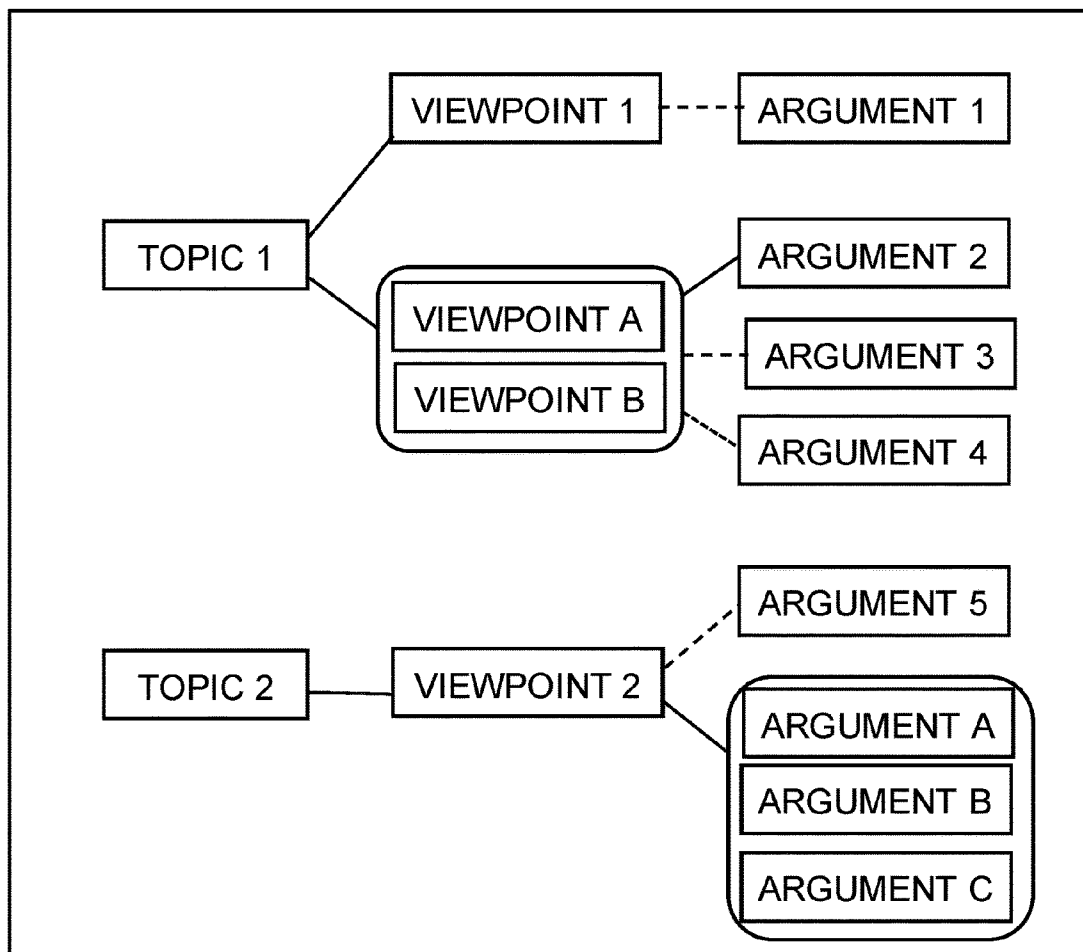 VIEWPOINT 1
ARGUMENT 1
TOPIC 1
ARGUMENT 2
VIEWPOINT A
ARGUMENT 3
VIEWPOINT B
ARGUMENT 4
ARGUMENT 5
TOPIC 2
VIEWPOINT 2
ARGUMENT A
ARGUMENT B
ARGUMENT C